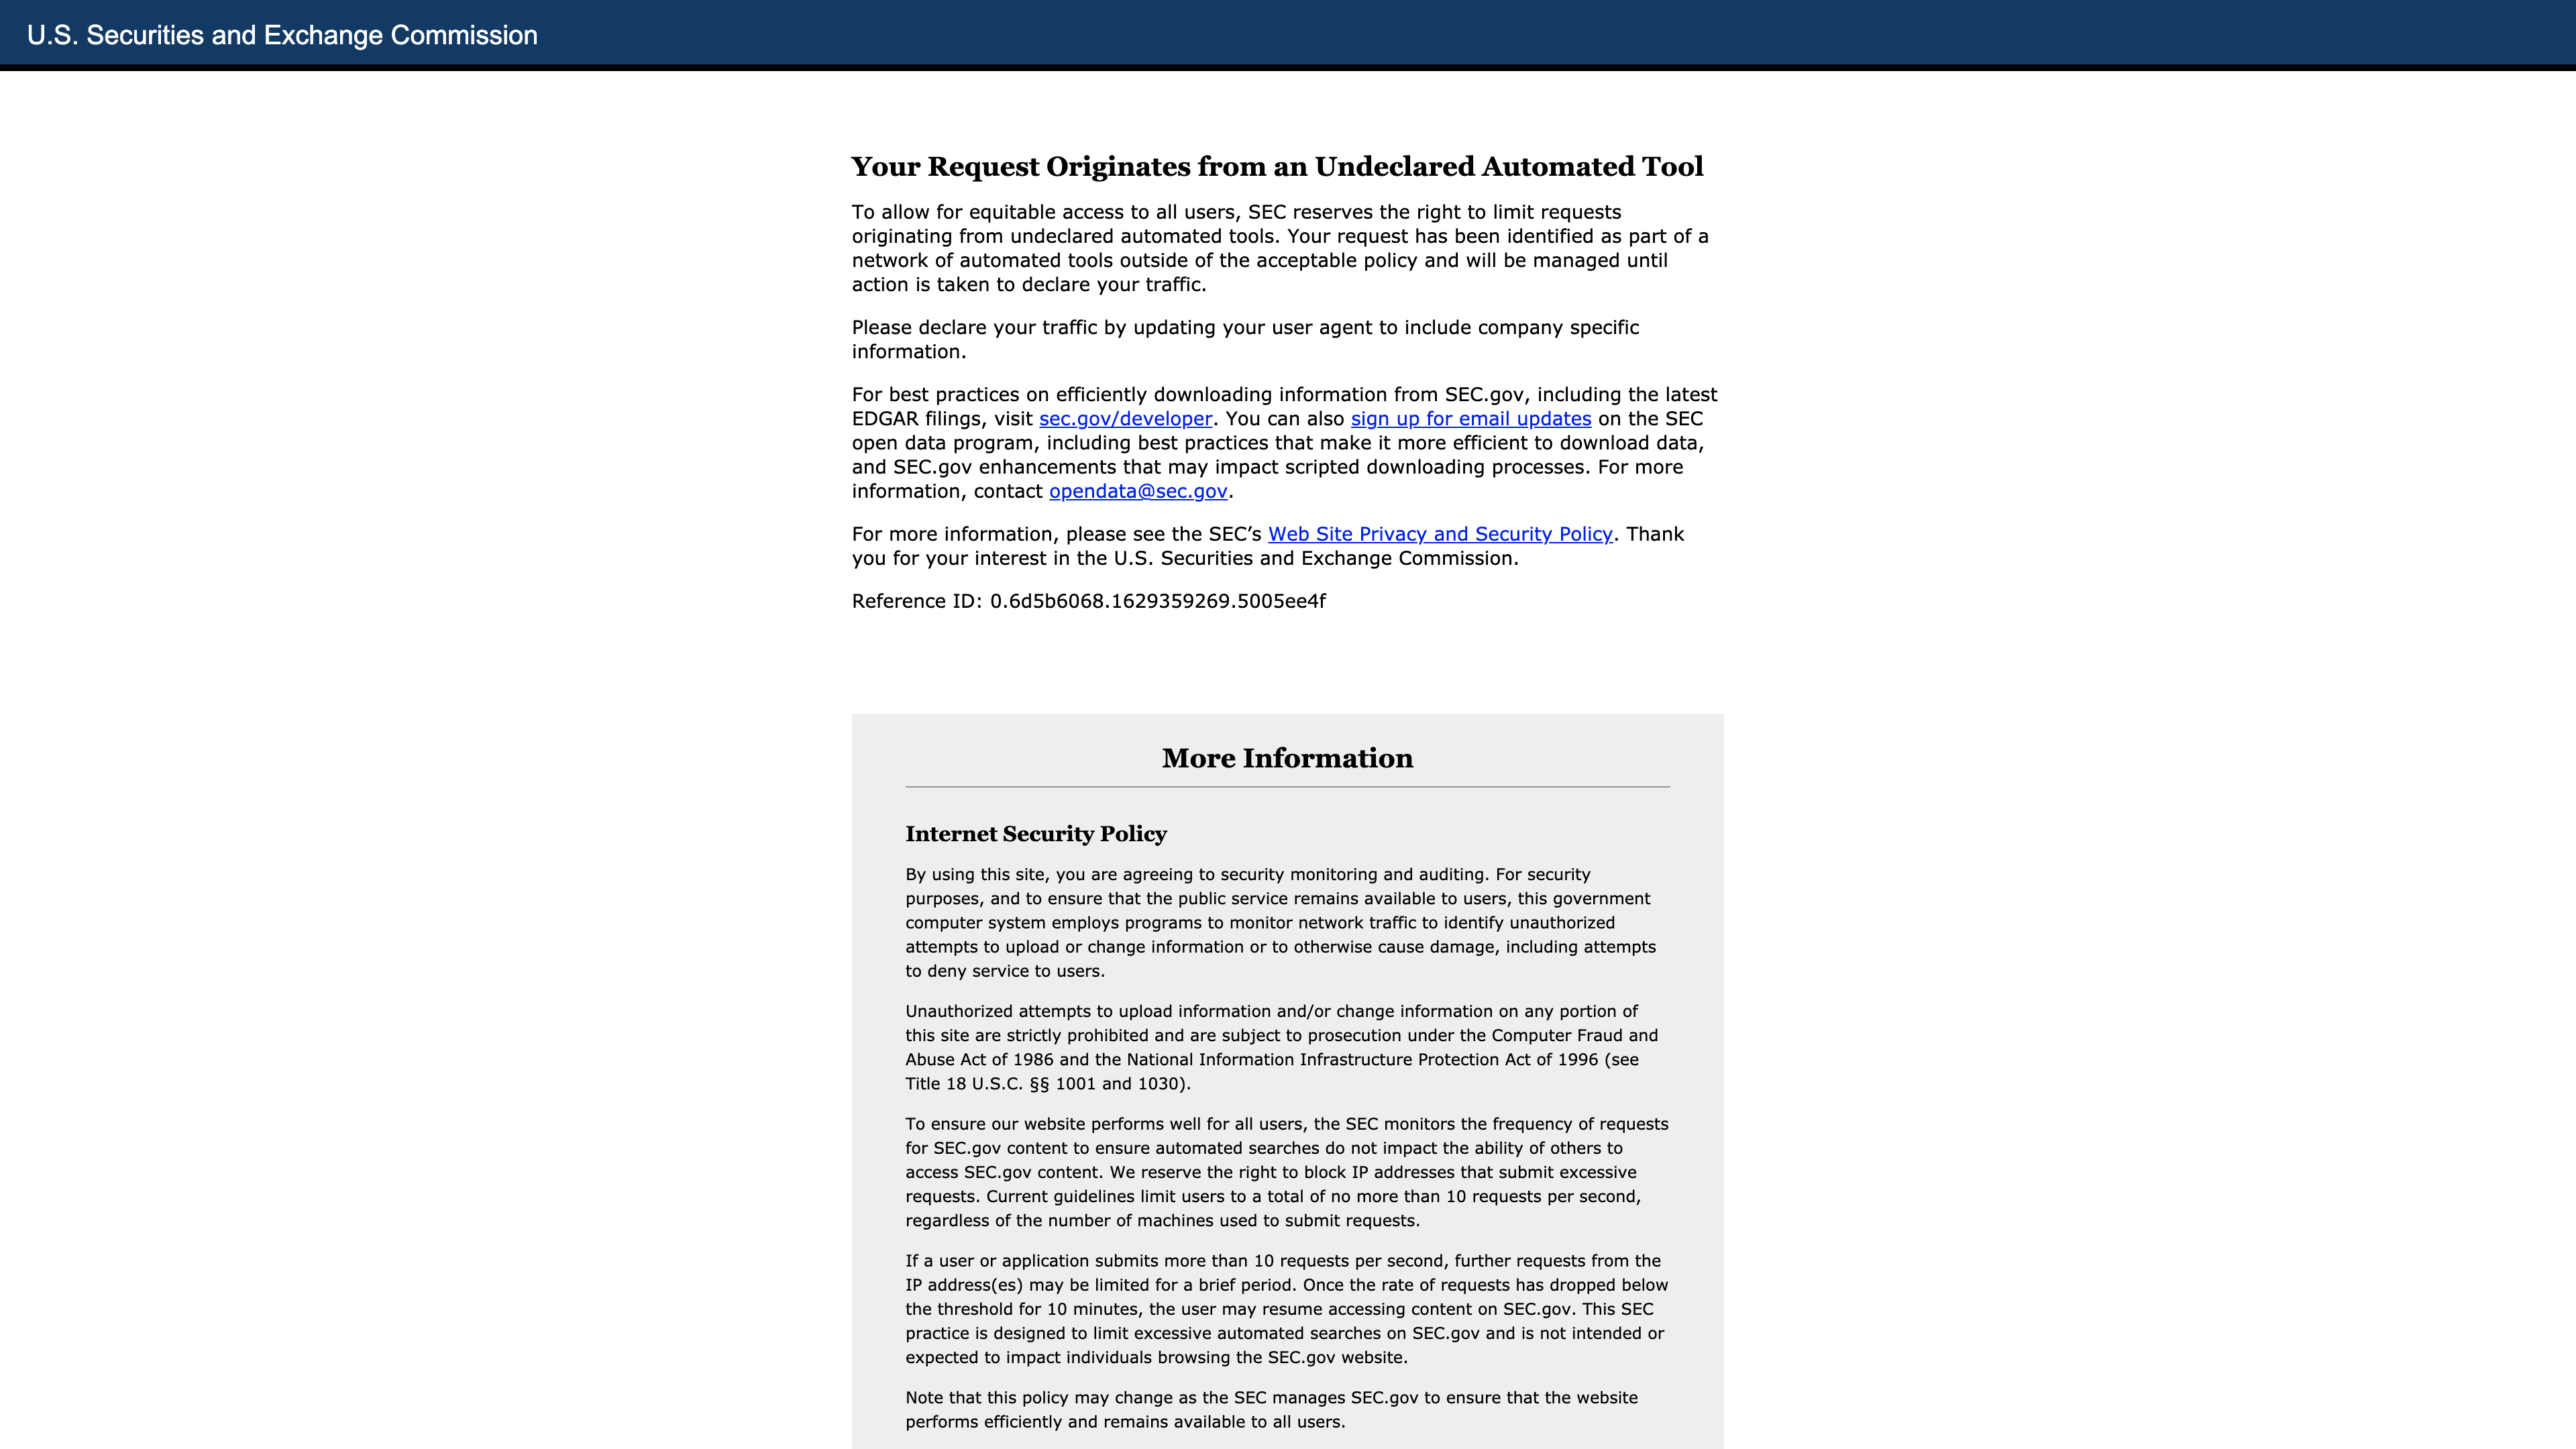 U.S. Securities and Exchange Commission
Your Request Originates from an Undeclared Automated Tool
To allow for equitable access to all users, SEC reserves the right to limit requests
originating from undeclared automated tools. Your request has been identified as part of a
network of automated tools outside of the acceptable policy and will be managed until
action is taken to declare your traffic.
Please declare your traffic by updating your user agent to include company specific
information.
For best practices on efficiently downloading information from SEC.gov, including the latest
EDGAR filings, visit sec.gov/developer. You can also sign up for email updates on the SEC
open data program, including best practices that make it more efficient to download data,
and SEC.gov enhancements that may impact scripted downloading processes. For more
information, contact opendata@sec.gov.
For more information, please see the SEC’s Web Site Privacy and Security Policy. Thank
you for your interest in the U.S. Securities and Exchange Commission.
Reference ID: 0.6d5b6068.1629359269.5005ee4f
More Information
Internet Security Policy
By using this site, you are agreeing to security monitoring and auditing. For security
purposes, and to ensure that the public service remains available to users, this government
computer system employs programs to monitor network traffic to identify unauthorized
attempts to upload or change information or to otherwise cause damage, including attempts
to deny service to users.
Unauthorized attempts to upload information and/or change information on any portion of
this site are strictly prohibited and are subject to prosecution under the Computer Fraud and
Abuse Act of 1986 and the National Information Infrastructure Protection Act of 1996 (see
Title 18 U.S.C. §§ 1001 and 1030).
To ensure our website performs well for all users, the SEC monitors the frequency of requests
for SEC.gov content to ensure automated searches do not impact the ability of others to
access SEC.gov content. We reserve the right to block IP addresses that submit excessive
requests. Current guidelines limit users to a total of no more than 10 requests per second,
regardless of the number of machines used to submit requests.
If a user or application submits more than 10 requests per second, further requests from the
IP address(es) may be limited for a brief period. Once the rate of requests has dropped below
the threshold for 10 minutes, the user may resume accessing content on SEC.gov. This SEC
practice is designed to limit excessive automated searches on SEC.gov and is not intended or
expected to impact individuals browsing the SEC.gov website.
Note that this policy may change as the SEC manages SEC.gov to ensure that the website
performs efficiently and remains available to all users.